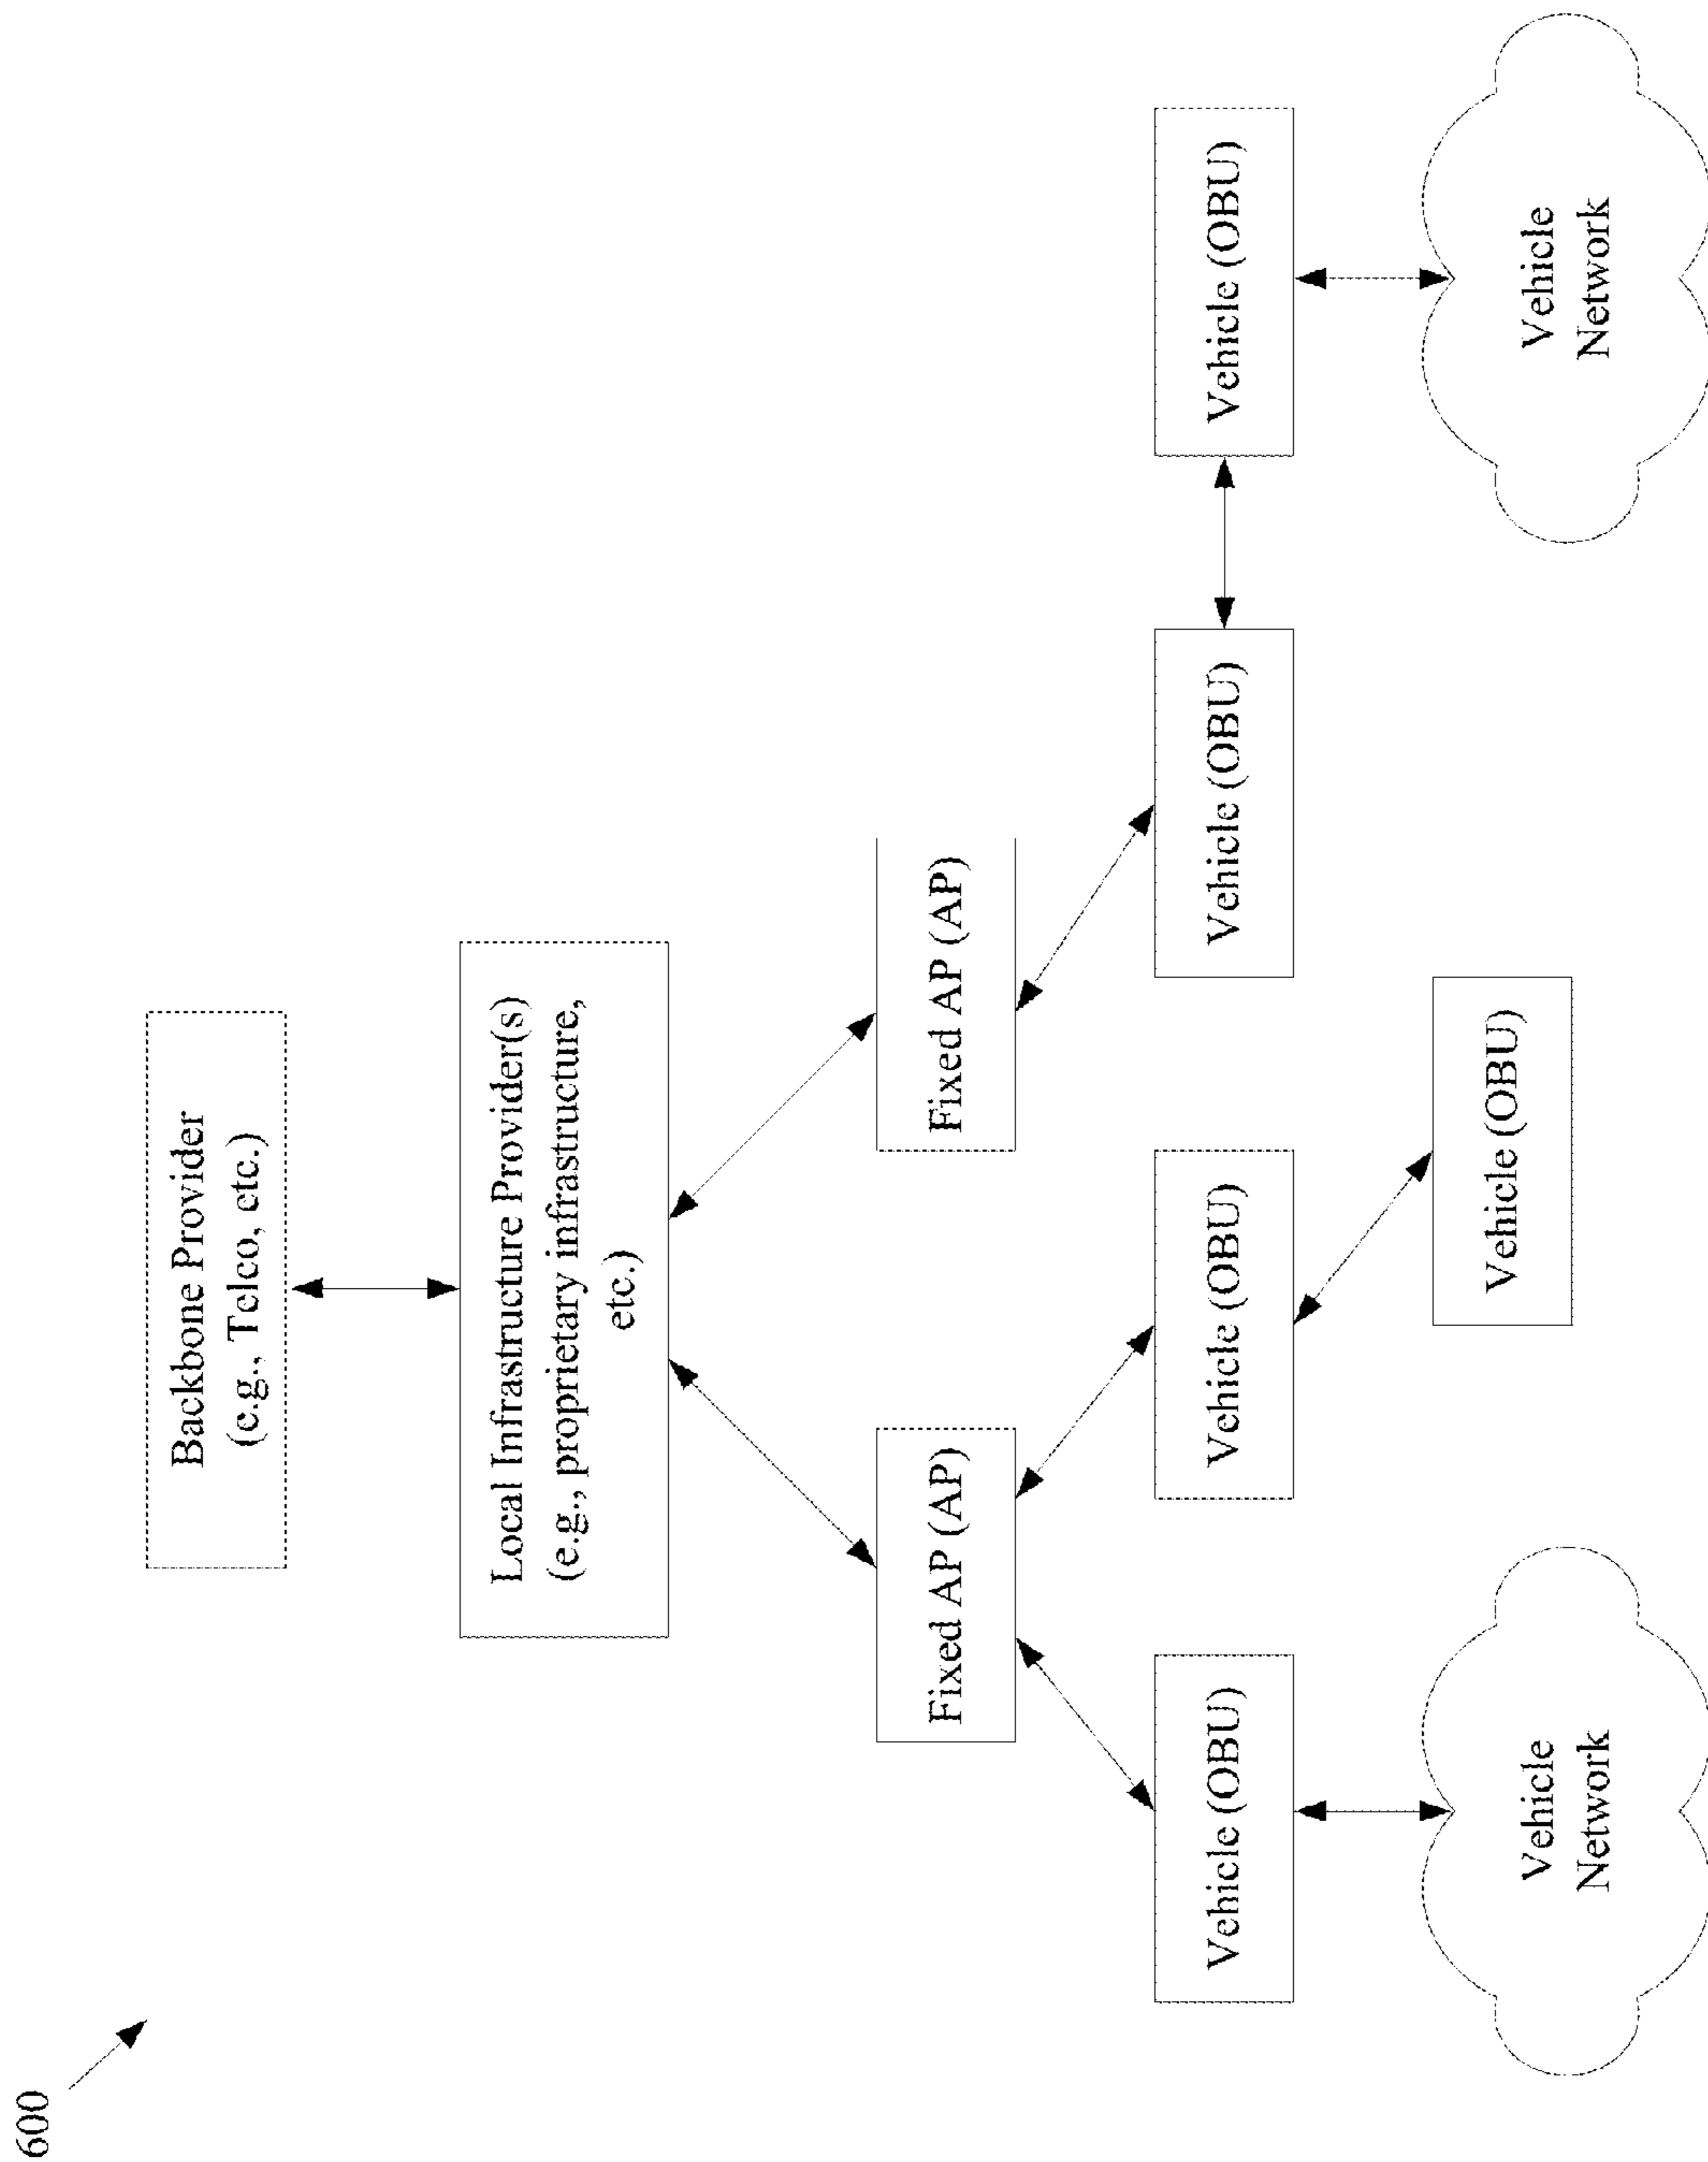 600
Backbone Provider
(e.g., Telco, etc.)
Local Infrastructure Provider(s)
(e.g., proprietary infrastructure,
etc.)
Fixed AP (AP)
Fixed AP (AP)
Vehicle (OBU)
Vehicle (OBU)
Vehicle (OBU)
Vehicle (OBU)
Vehicle (OBU)
Vehicle
Network
Vehicle
Network